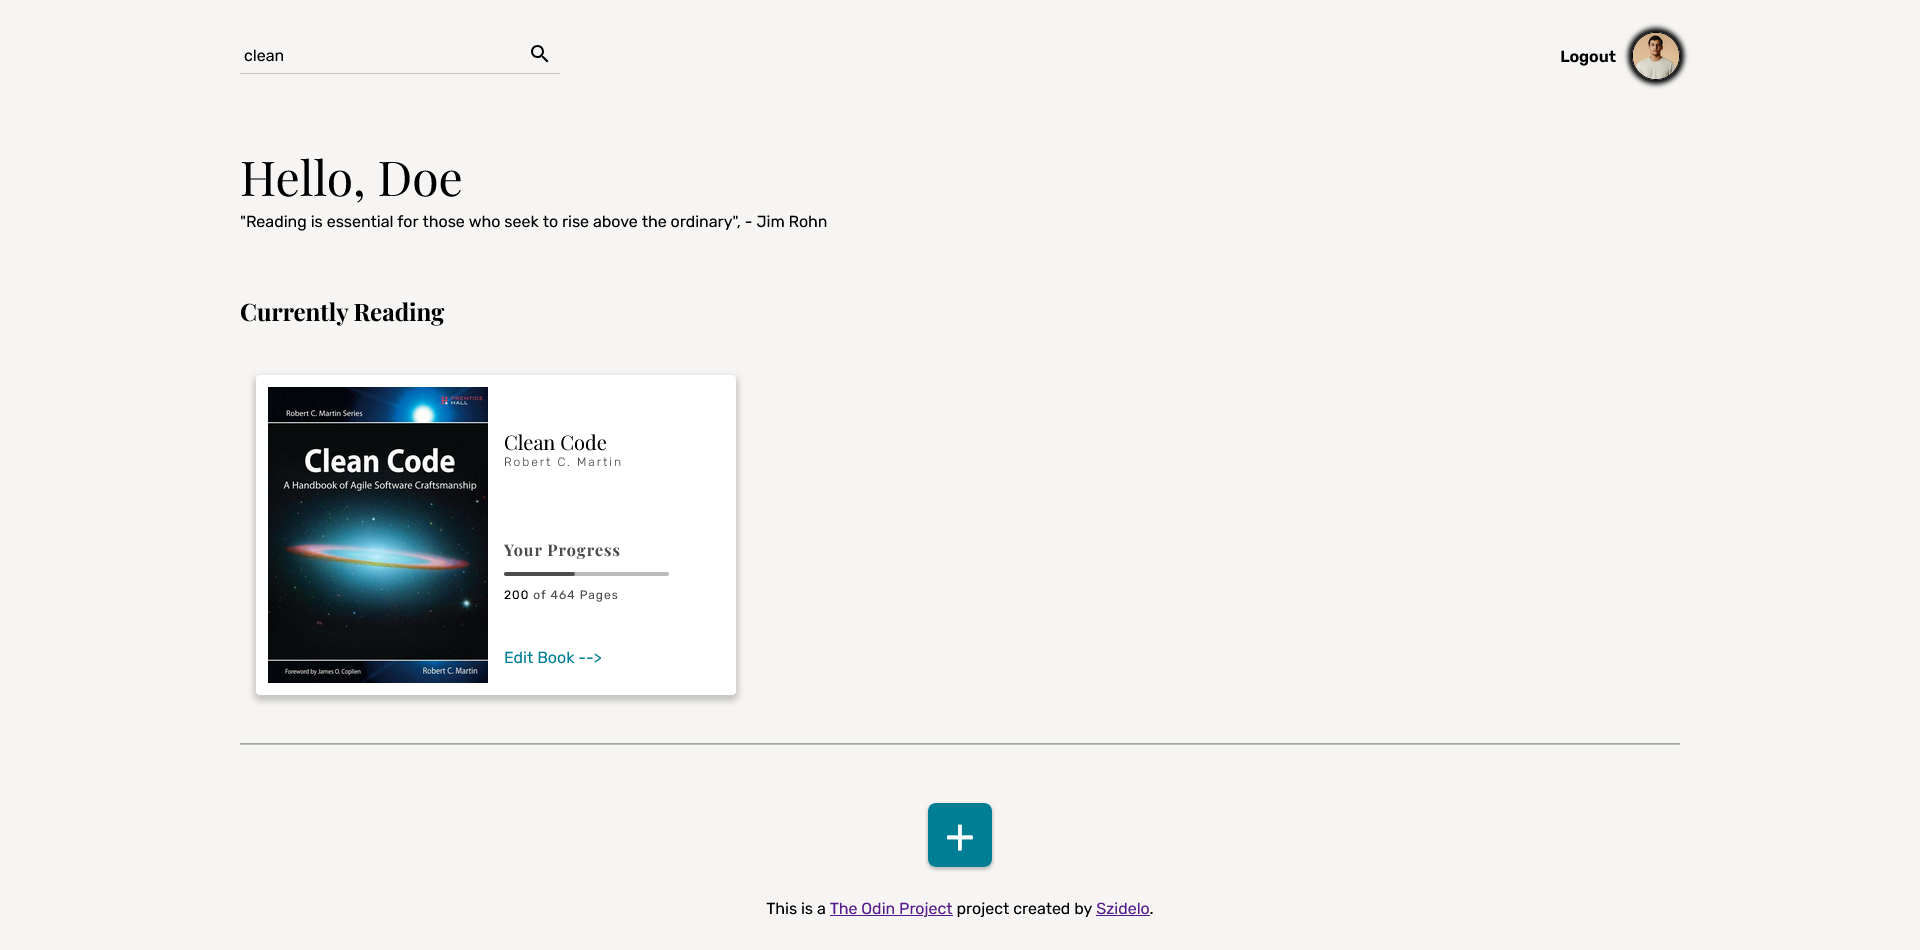 clean
Logout
Hello, Doe
"Reading is essential for those who seek to rise above the ordinary", - Jim Rohn
Currently Reading
PRENTICE
HALL
Robert C. Martin Series
Clean Code
A Handbook of Agile Software Craftsmanship
Foreword by James O. Coplien
Robert C. Martin
Clean Code
Robert C. Martin
Your Progress
200 of 464 Pages
Edit Book -->
+
This is a The Odin Project project created by Szidelo.